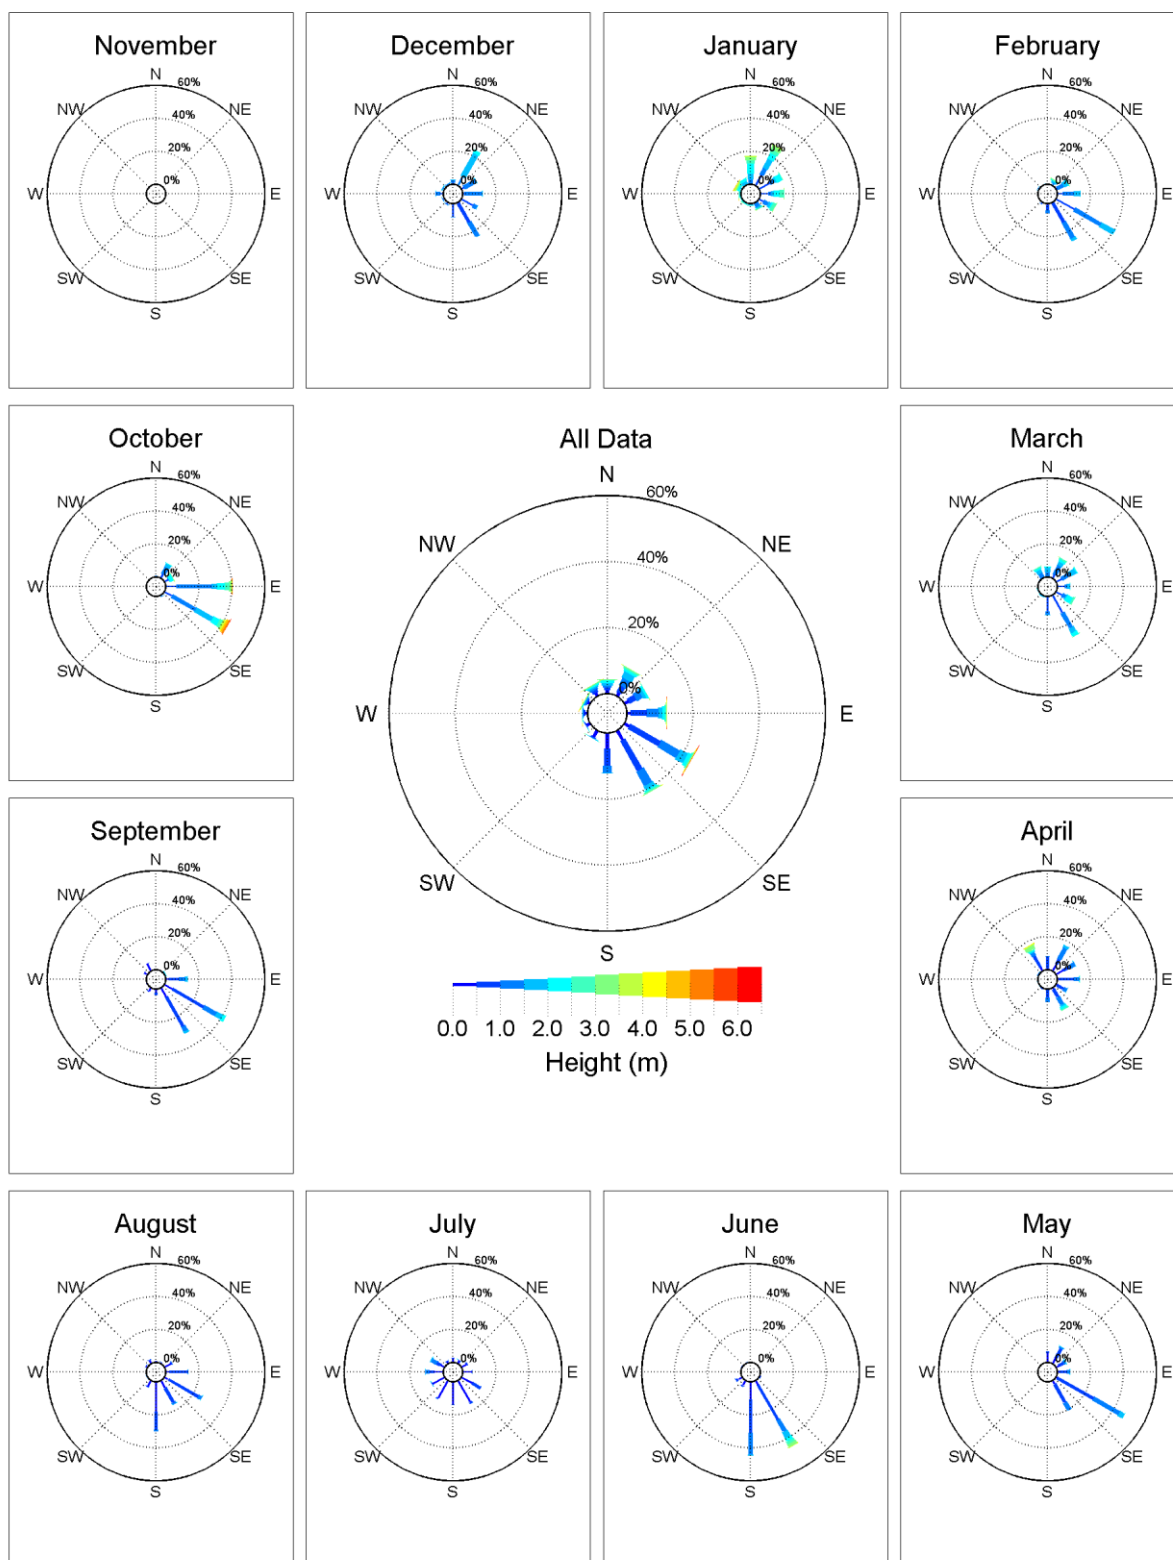 November
N
60%
NW
NE
40%
20%
0%
W
E
SW
SE
S
December
N
60%
NW
NE
40%
20%
0%
W
E
SW
SE
S
January
N
60%
NW
NE
40%
20%
0%
W
E
SW
SE
S
February
N
60%
NW
NE
40%
20%
0%
W
E
SW
SE
S
October
N
60%
NW
NE
40%
20%
0%
W
E
SW
SE
S
All Data
N
60%
NW
NE
40%
20%
0%
W
E
SW
SE
S
0.0 1.0 2.0 3.0 4.0 5.0 6.0
Height (m)
March
N
60%
NW
NE
40%
20%
0%
W
E
SW
SE
S
September
N
60%
NW
NE
40%
20%
0%
W
E
SW
SE
S
April
N
60%
NW
NE
40%
20%
0%
W
E
SW
SE
S
August
N
60%
NW
NE
40%
20%
0%
W
E
SW
SE
S
July
N
60%
NW
NE
40%
20%
0%
W
E
SW
SE
S
June
N
60%
NW
NE
40%
20%
0%
W
E
SW
SE
S
May
N
60%
NW
NE
40%
20%
0%
W
E
SW
SE
S